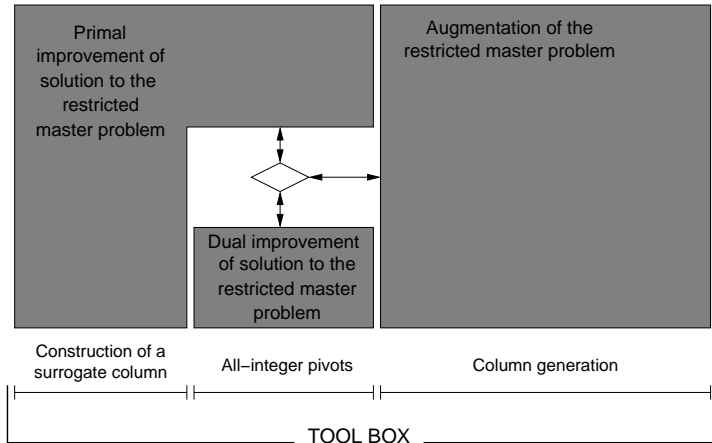 Primal
improvement of
solution to the
restricted
master problem
Augmentation of the
restricted master problem
Dual improvement
of solution to the
restricted master
problem
Construction of a
surrogate column
All−integer pivots
Column generation
TOOL BOX